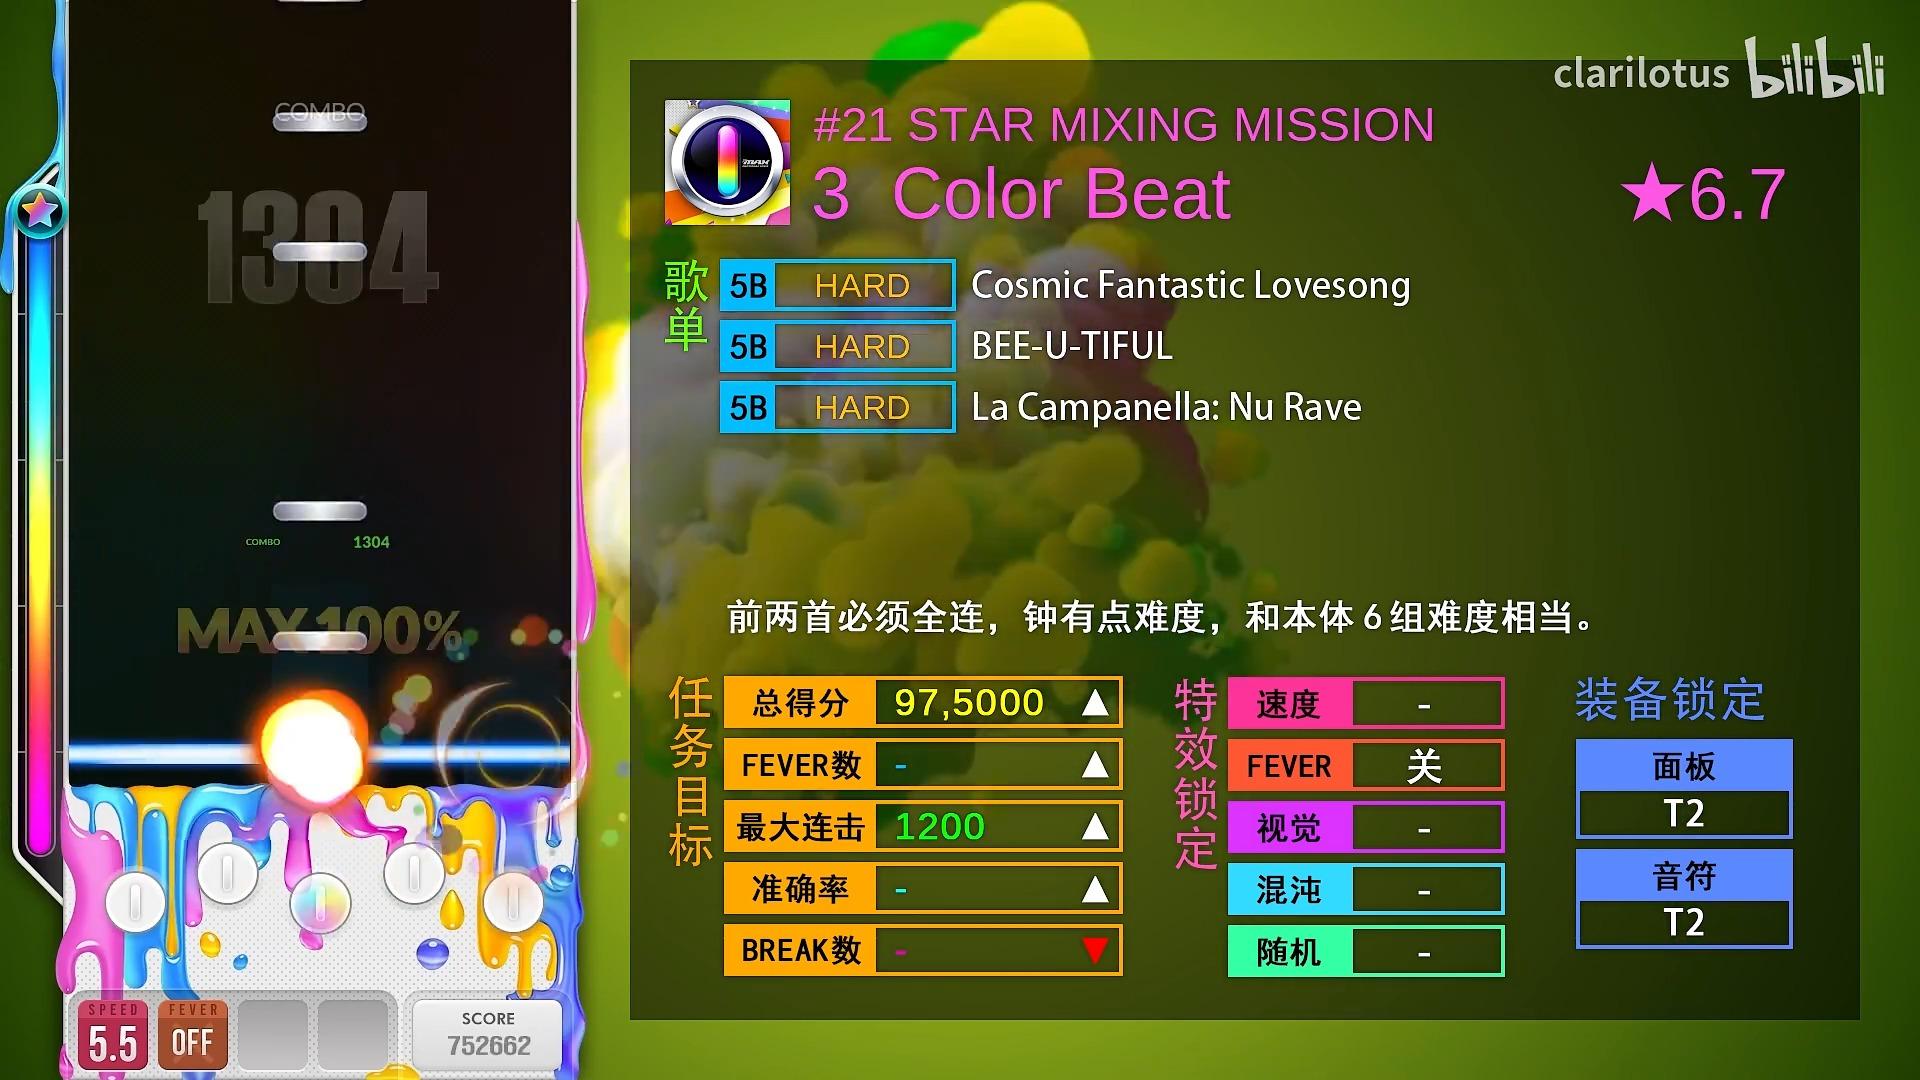 clarilotus bilibili
#21 STAR MIXING MISSION
3 Color Beat
★6.7
歌单
5B HARD Cosmic Fantastic Lovesong
5B HARD BEE-U-TIFUL
5B HARD La Campanella: Nu Rave
前两首必须全连，钟有点难度，和本体6组难度相当。
任务目标
总得分 97,5000 ▲
FEVER数 - ▲
最大连击 1200 ▲
准确率 - ▲
BREAK数 - ▼
特效锁定
速度 -
FEVER 关
视觉 -
混沌 -
随机 -
装备锁定
面板
T2
音符
T2
COMBO
1304
COMBO 1304
MAX 100%
SPEED
5.5
FEVER
OFF
SCORE
752662